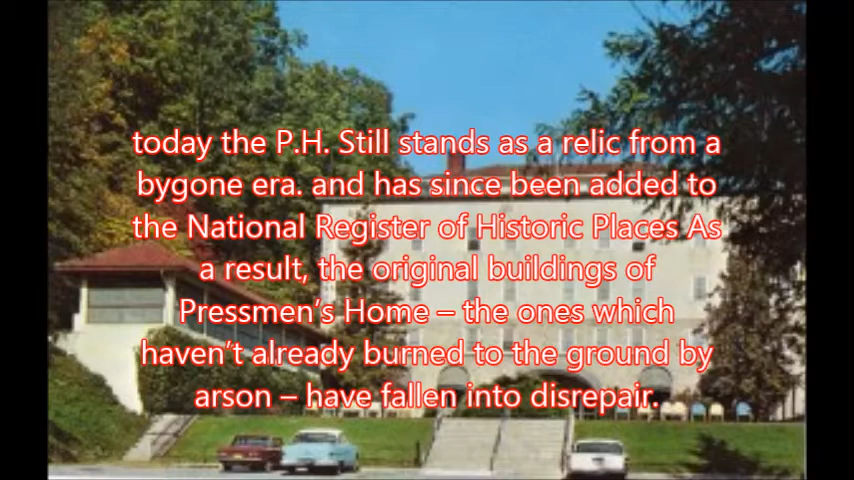 today the P.H. Still stands as a relic from a
bygone era. and has since been added to
the National Register of Historic Places As
a result, the original buildings of
Pressmen’s Home – the ones which
haven’t already burned to the ground by
arson – have fallen into disrepair.